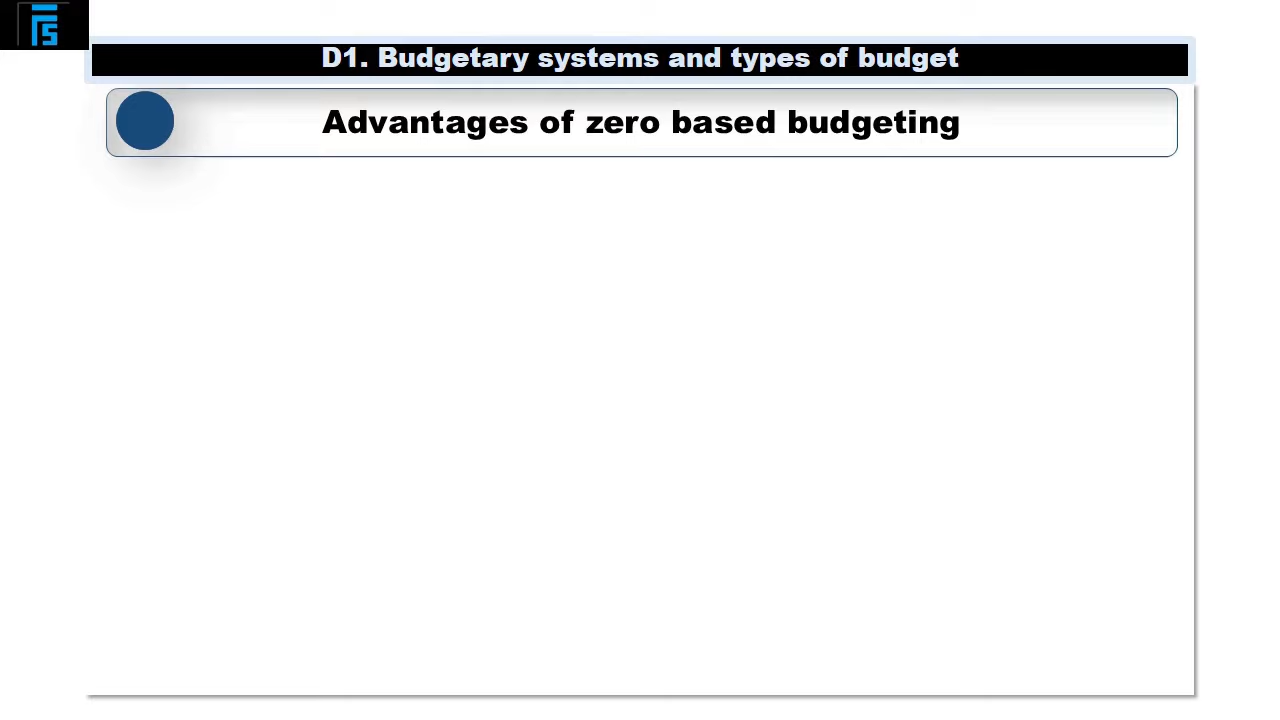 D1. Budgetary systems and types of budget
Advantages of zero based budgeting